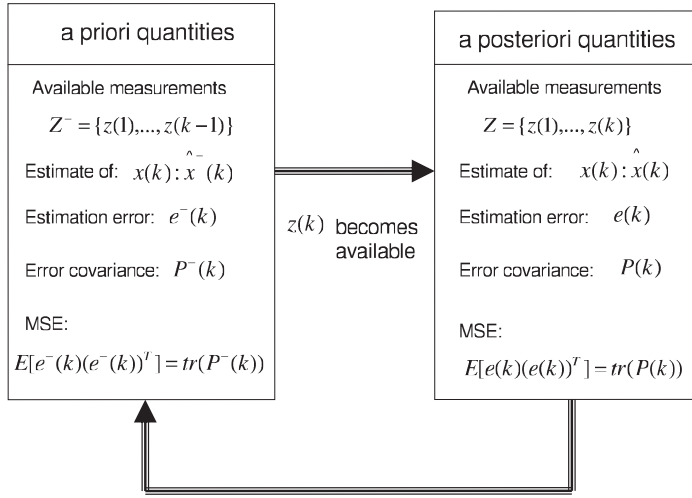 a priori quantities
Available measurements
Z⁻ = {z(1),..., z(k−1)}
Estimate of: x(k): x̂⁻(k)
Estimation error: e⁻(k)
Error covariance: P⁻(k)
MSE:
E[e⁻(k)(e⁻(k))ᵀ] = tr(P⁻(k))
z(k) becomes
available
a posteriori quantities
Available measurements
Z = {z(1),..., z(k)}
Estimate of: x(k): x̂(k)
Estimation error: e(k)
Error covariance: P(k)
MSE:
E[e(k)(e(k))ᵀ] = tr(P(k))